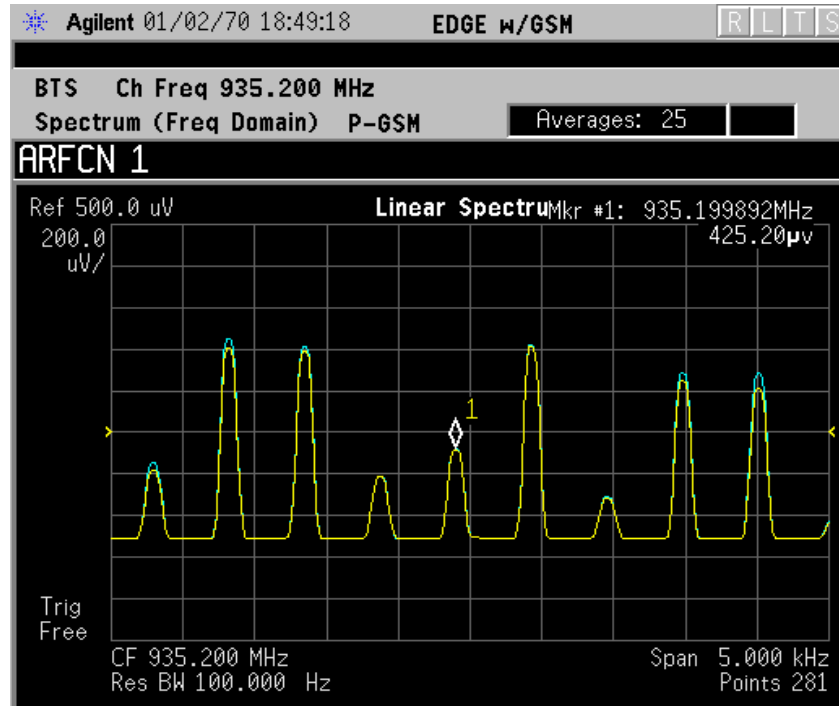 Agilent 01/02/70 18:49:18 EDGE w/GSM R L T S
BTS Ch Freq 935.200 MHz
Spectrum (Freq Domain) P-GSM Averages: 25
ARFCN 1
Ref 500.0 uV Linear Spectru Mkr #1: 935.199892MHz
200.0 425.20µv
uV/
1
Trig
Free
CF 935.200 MHz Span 5.000 kHz
Res BW 100.000 Hz Points 281